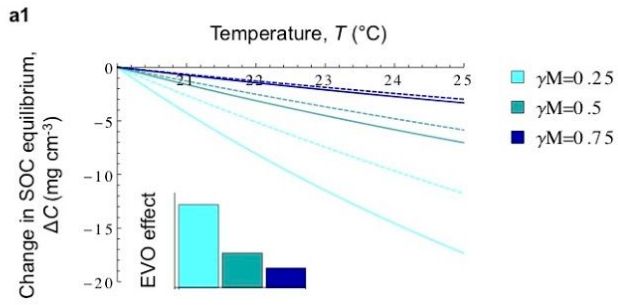 a1
Temperature, T (°C)
0 21 22 23 24 25
-5
-10
-15
-20
Change in SOC equilibrium,
ΔC (mg cm-3)
EVO effect
γM=0.25
γM=0.5
γM=0.75